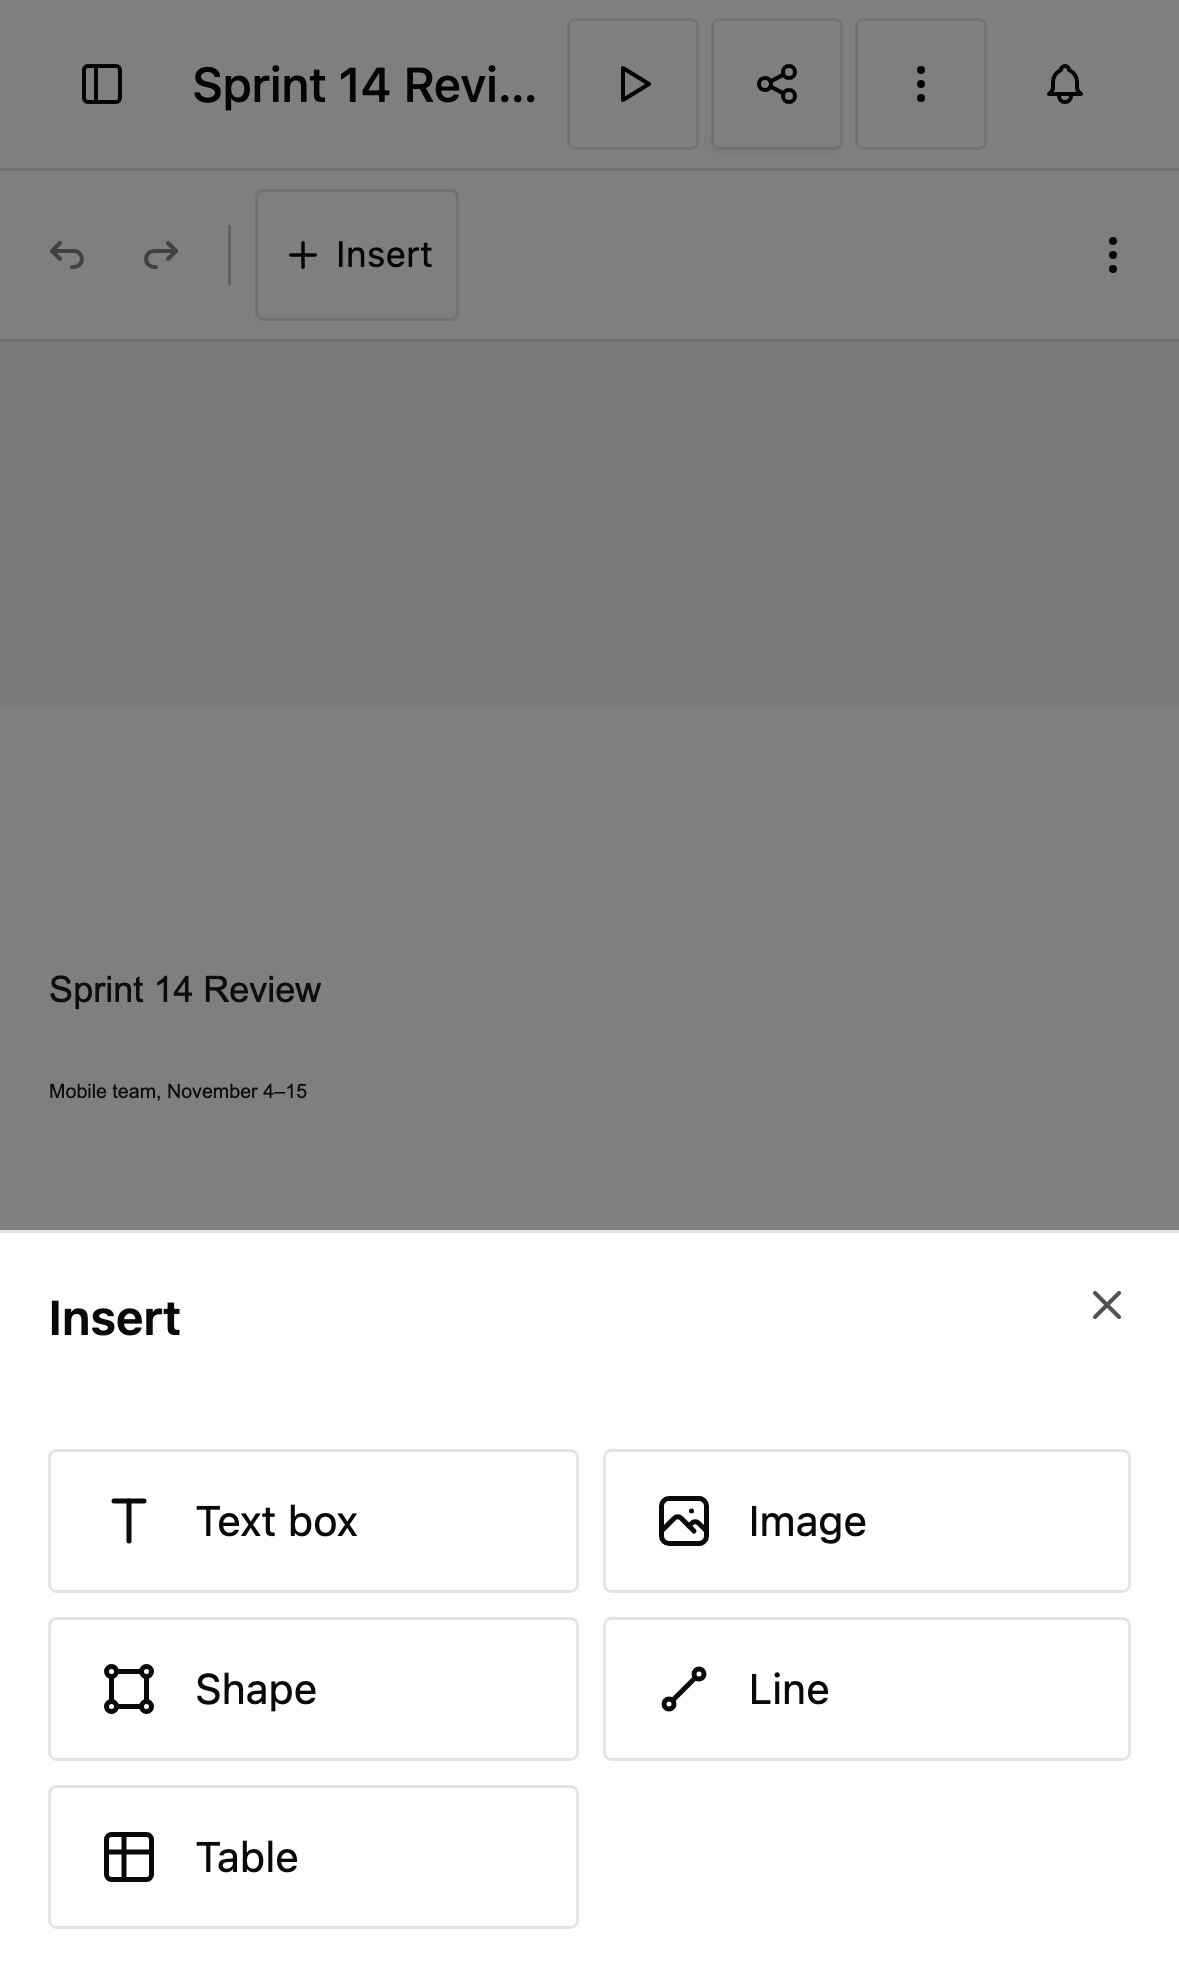 Sprint 14 Revi...
Insert
Sprint 14 Review
Mobile team, November 4–15
Insert
Text box
Image
Shape
Line
Table